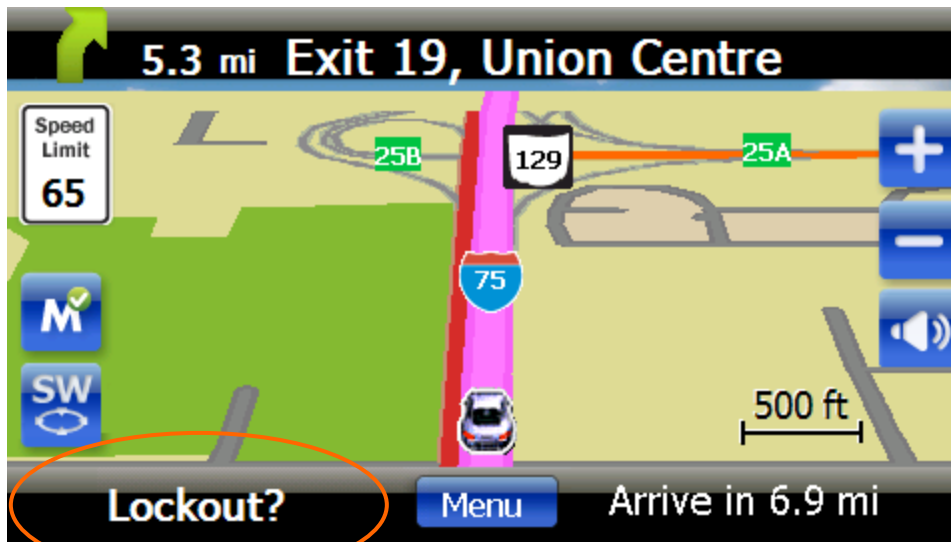 5.3 mi Exit 19, Union Centre
Speed
Limit
65
25B
129
25A
75
M
SW
500 ft
Lockout?
Menu
Arrive in 6.9 mi